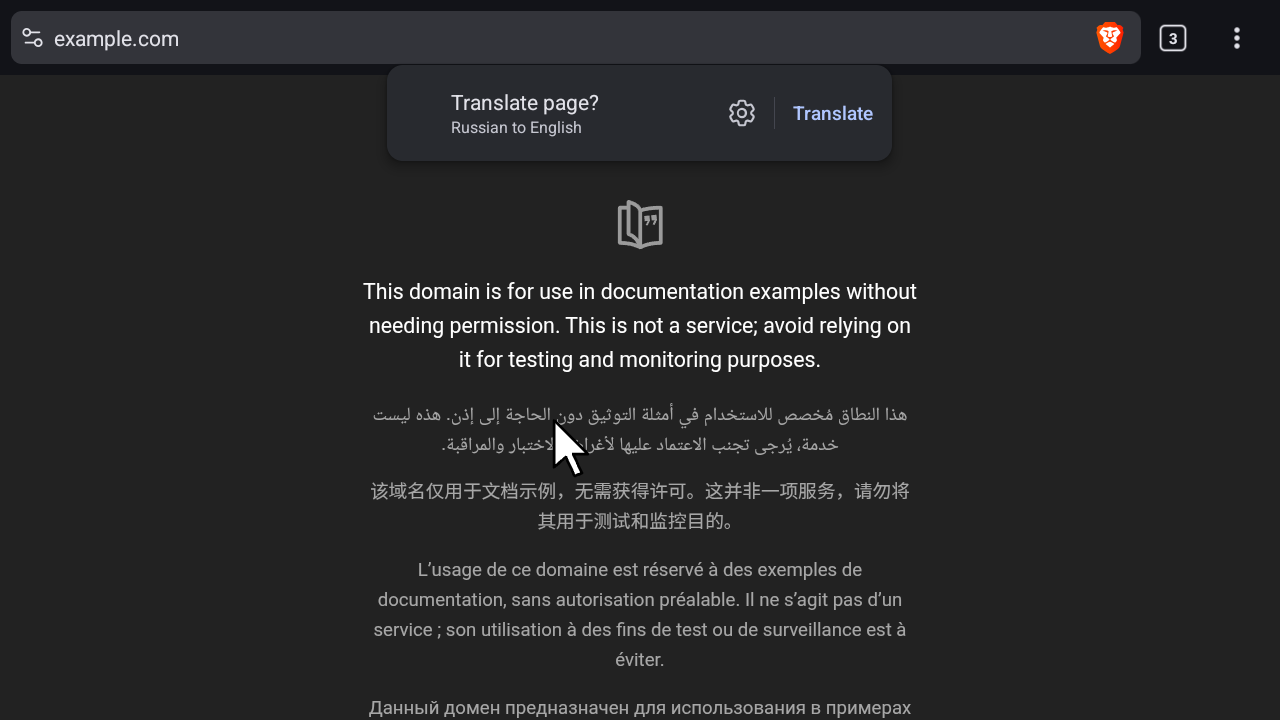 example.com
3
Translate page?
Russian to English
Translate
This domain is for use in documentation examples without
needing permission. This is not a service; avoid relying on
it for testing and monitoring purposes.
هذا النطاق مُخصص للاستخدام في أمثلة التوثيق دون الحاجة إلى إذن. هذه ليست
خدمة، يُرجى تجنب الاعتماد عليها والمراقبة.
该域名仅用于文档示例，无需获得许可。这并非一项服务，请勿将
其用于测试和监控目的。
L’usage de ce domaine est réservé à des exemples de
documentation, sans autorisation préalable. Il ne s’agit pas d’un
service ; son utilisation à des fins de test ou de surveillance est à
éviter.
Данный домен предназначен для использования в примерах